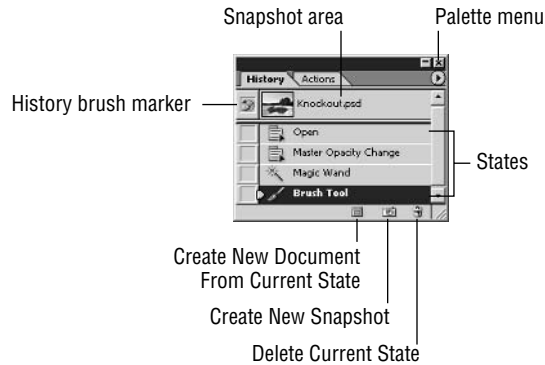 Snapshot area
Palette menu
History
Actions
History brush marker
Knockout.psd
Open
Master Opacity Change
States
Magic Wand
Brush Tool
Create New Document
From Current State
Create New Snapshot
Delete Current State